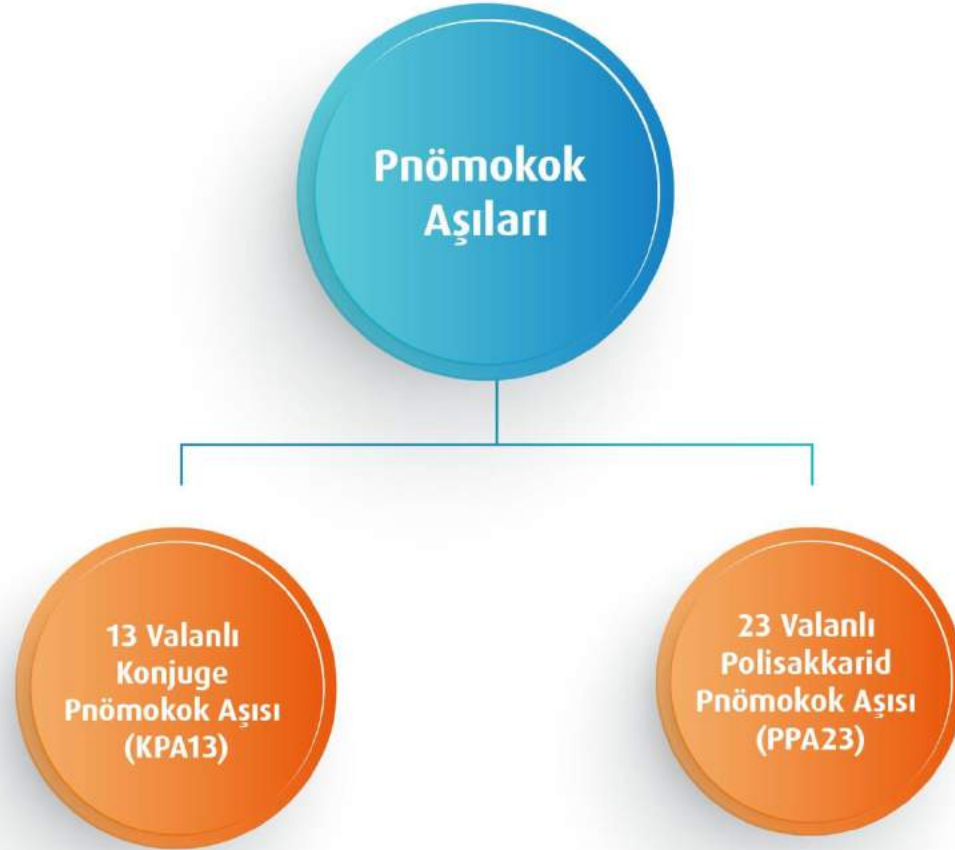 Pnömokok
Aşıları
13 Valanlı
Konjuge
Pnömokok Aşısı
(KPA13)
23 Valanlı
Polisakkarid
Pnömokok Aşısı
(PPA23)